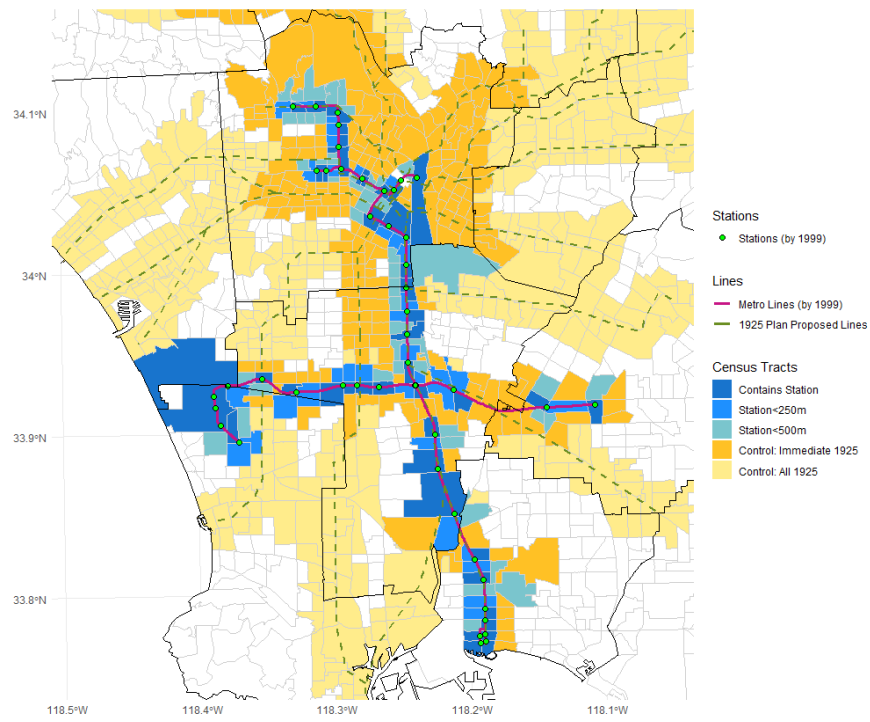 34.1°N
34°N
33.9°N
33.8°N
118.5°W
118.4°W
118.3°W
118.2°W
118.1°W
Stations
Stations (by 1999)
Lines
Metro Lines (by 1999)
1925 Plan Proposed Lines
Census Tracts
Contains Station
Station<250m
Station<500m
Control: Immediate 1925
Control: All 1925